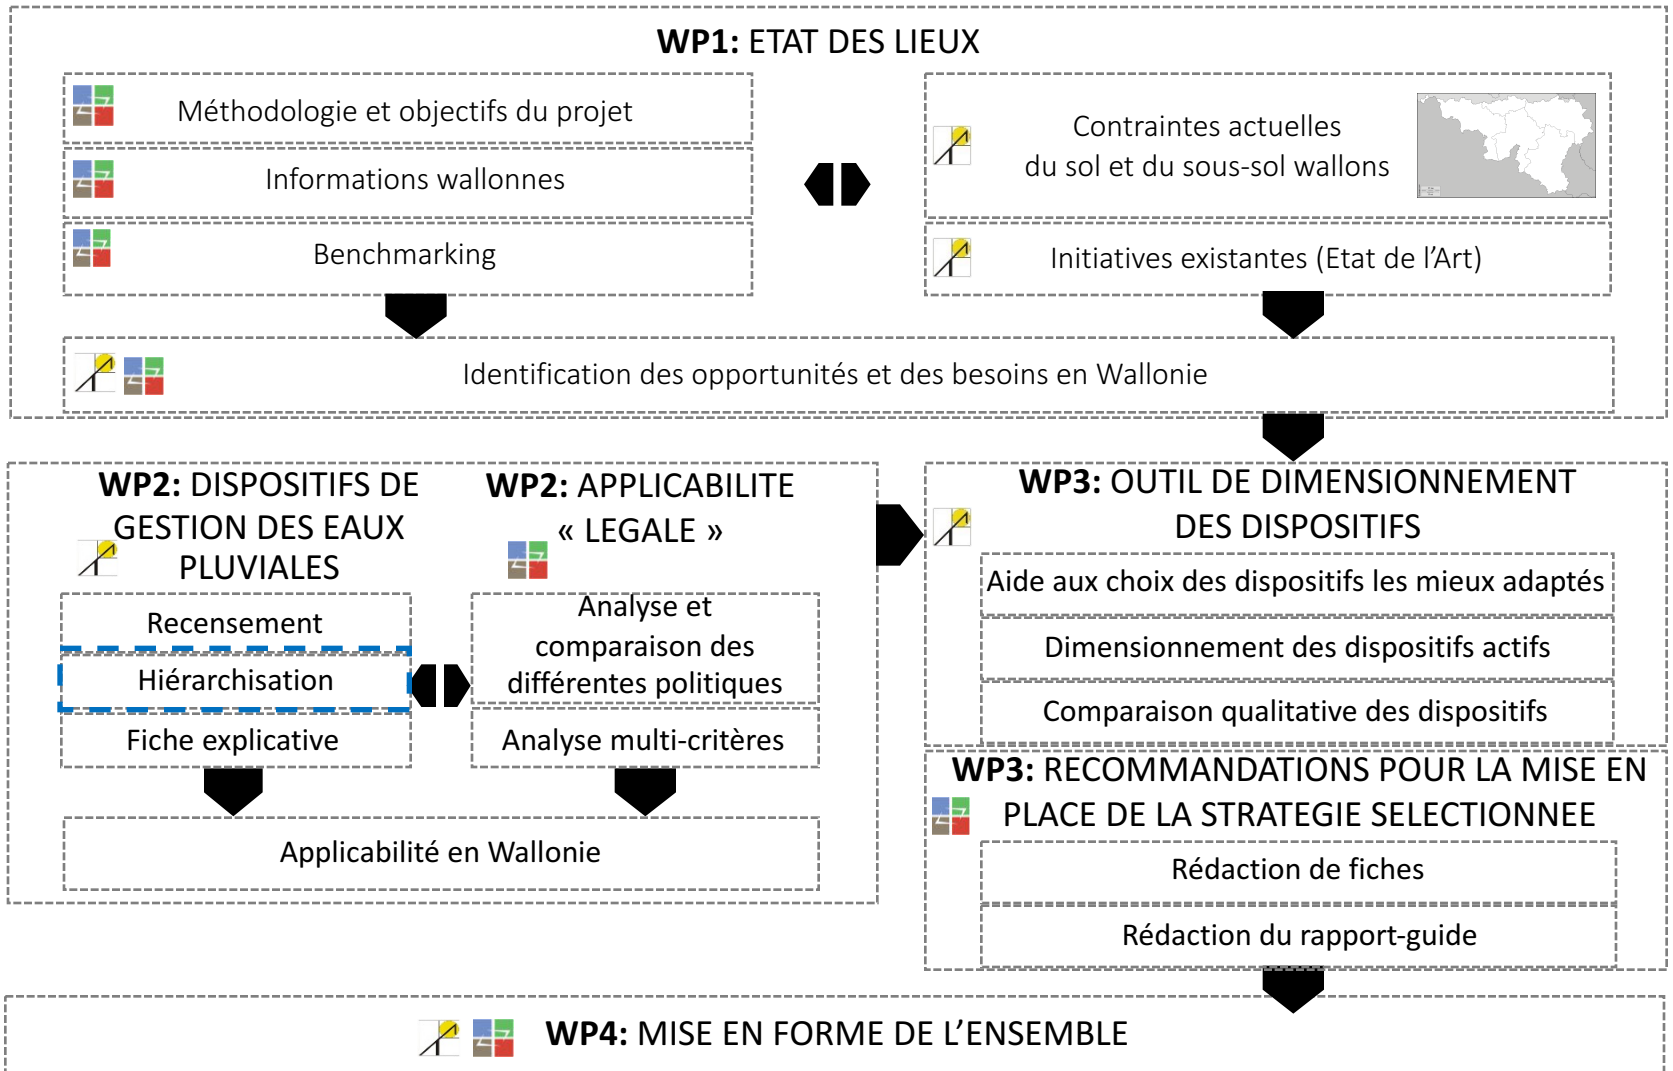 WP1: ETAT DES LIEUX
Méthodologie et objectifs du projet
Informations wallonnes
Benchmarking
Contraintes actuelles
du sol et du sous-sol wallons
Initiatives existantes (Etat de l’Art)
Identification des opportunités et des besoins en Wallonie
WP2: DISPOSITIFS DE
GESTION DES EAUX
PLUVIALES
Recensement
Hiérarchisation
Fiche explicative
WP2: APPLICABILITE
« LEGALE »
Analyse et
comparaison des
différentes politiques
Analyse multi-critères
Applicabilité en Wallonie
WP3: OUTIL DE DIMENSIONNEMENT
DES DISPOSITIFS
Aide aux choix des dispositifs les mieux adaptés
Dimensionnement des dispositifs actifs
Comparaison qualitative des dispositifs
WP3: RECOMMANDATIONS POUR LA MISE EN
PLACE DE LA STRATEGIE SELECTIONNEE
Rédaction de fiches
Rédaction du rapport-guide
WP4: MISE EN FORME DE L’ENSEMBLE